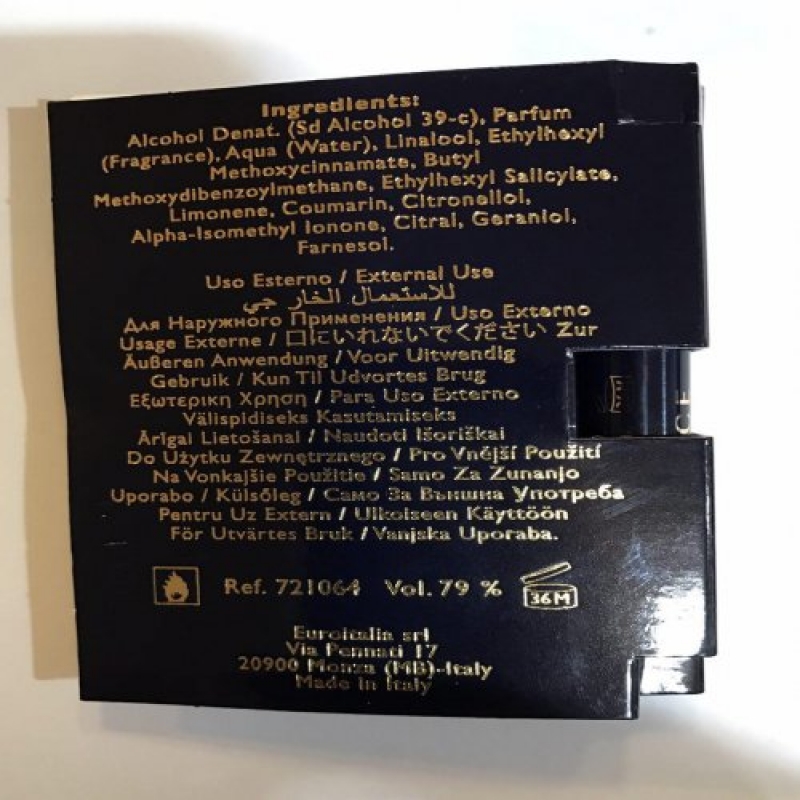 Ingredients:
Alcohol Denat. (Sd Alcohol 39-c), Parfum
(Fragrance), Aqua (Water), Linalool, Ethylhexyl
Methoxycinnamate, Butyl
Methoxydibenzoylmethane, Ethylhexyl Salicylate,
Limonene, Coumarin, Citronellol,
Alpha-Isomethyl Ionone, Citral, Geraniol,
Farnesol.
Uso Esterno / External Use
للاستعمال الخار جي
Для Наружного Применения / Uso Externo
Usage Externe / 口にいれないでください Zur
Äußeren Anwendung / Voor Uitwendig
Gebruik / Kun Til Udvortes Brug
Εξωτερικη Χρηση / Para Uso Externo
Välispidiseks Kasutamiseks
Ārīgai Lietošanai / Naudoti Išoriškai
Do Użytku Zewnętrznego / Pro Vnější Použití
Na Vonkajšie Použitie / Samo Za Zunanjo
Uporabo / Külsőleg / Само За Външна Употреба
Pentru Uz Extern / Ulkoiseen Käyttöön
För Utvärtes Bruk / Vanjska Uporaba.
Ref. 721064 Vol. 79 %
36M
Euroitalia srl
Via Pennati 17
20900 Monza (MB)-Italy
Made in Italy